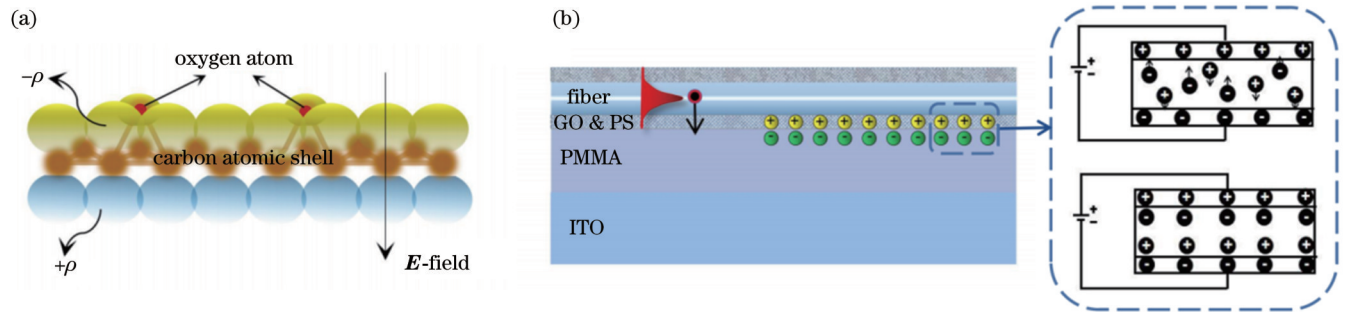 (a)
oxygen atom
−ρ
carbon atomic shell
+ρ
E-field
(b)
fiber
GO & PS
PMMA
ITO
+
−
+
−